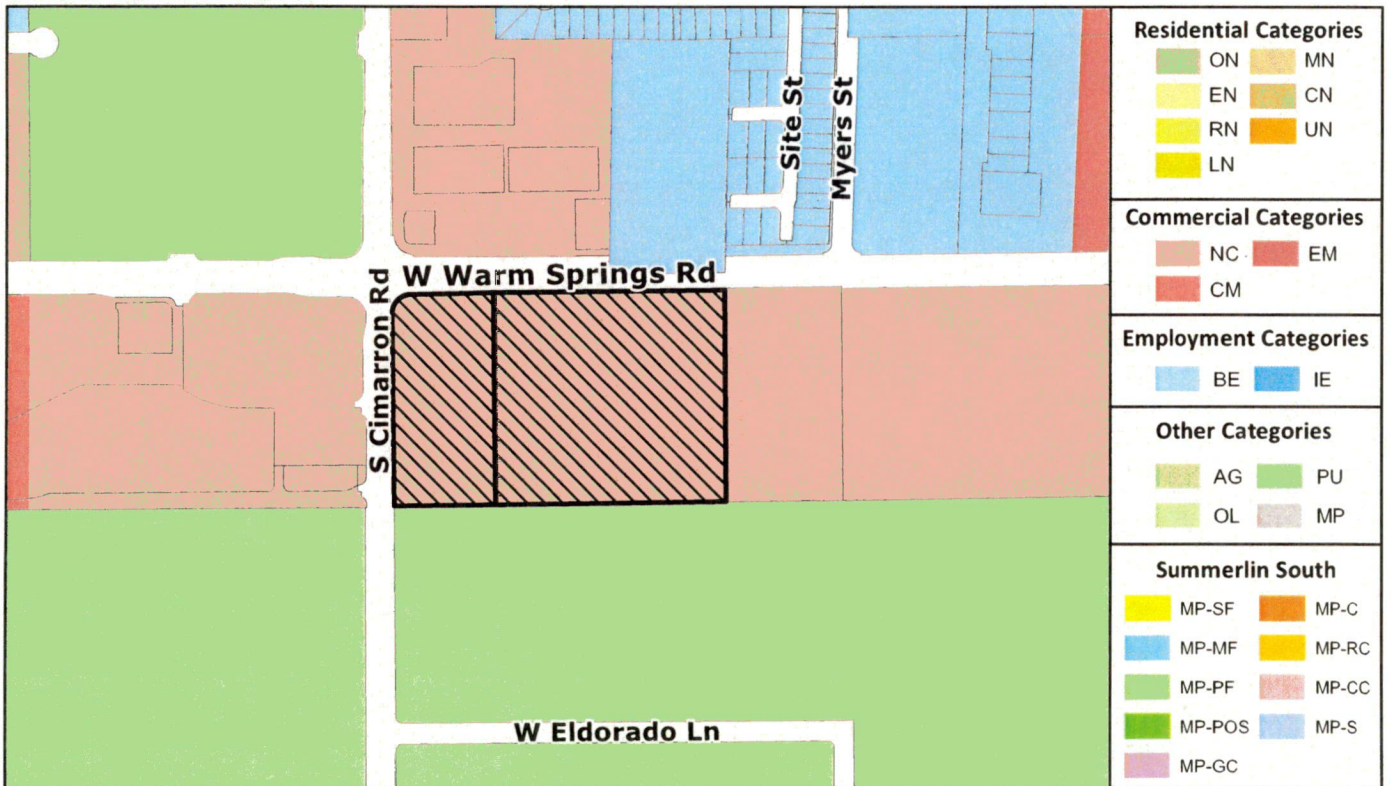 Site St
Myers St
W Warm Springs Rd
S Cimarron Rd
W Eldorado Ln
Residential Categories
ON MN
EN CN
RN UN
LN
Commercial Categories
NC EM
CM
Employment Categories
BE IE
Other Categories
AG PU
OL MP
Summerlin South
MP-SF MP-C
MP-MF MP-RC
MP-PF MP-CC
MP-POS MP-S
MP-GC